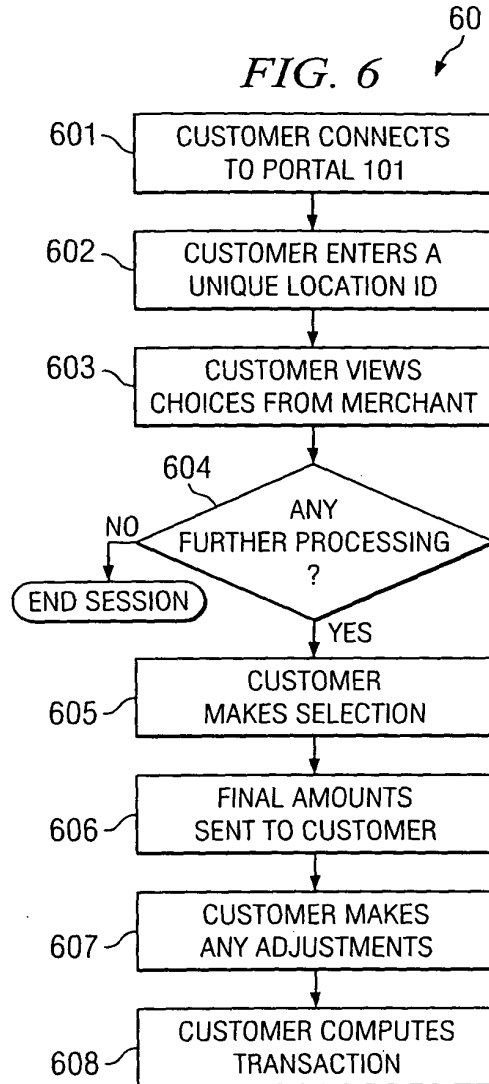 60
FIG. 6
601
CUSTOMER CONNECTS
TO PORTAL 101
602
CUSTOMER ENTERS A
UNIQUE LOCATION ID
603
CUSTOMER VIEWS
CHOICES FROM MERCHANT
604
ANY
FURTHER PROCESSING
?
NO
END SESSION
YES
605
CUSTOMER
MAKES SELECTION
606
FINAL AMOUNTS
SENT TO CUSTOMER
607
CUSTOMER MAKES
ANY ADJUSTMENTS
608
CUSTOMER COMPUTES
TRANSACTION